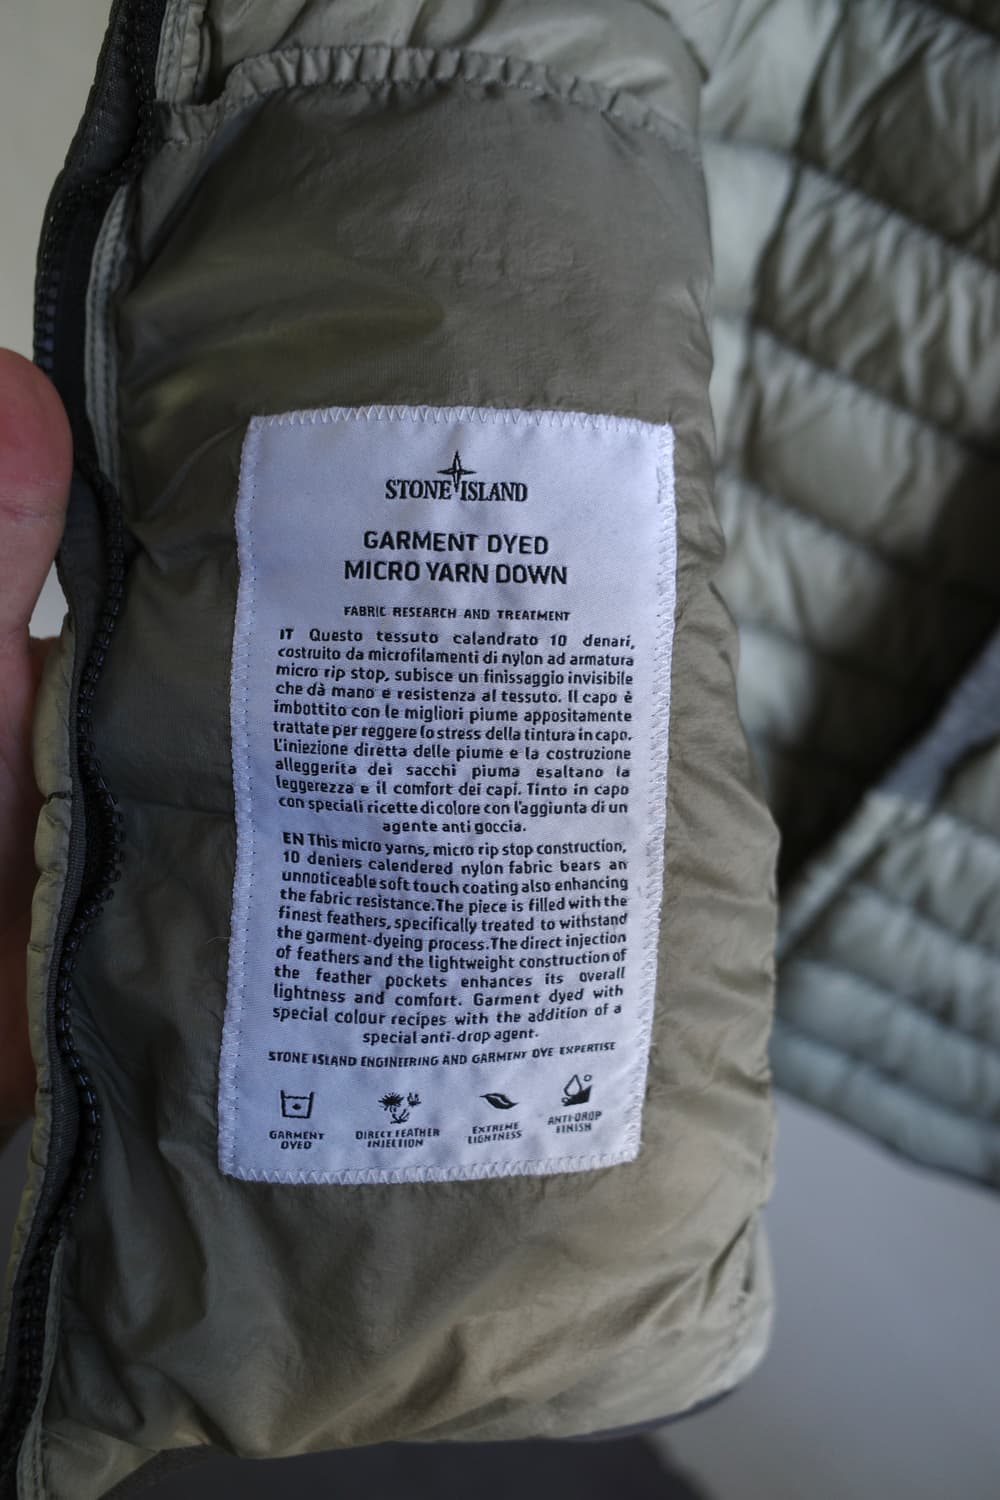 STONE ISLAND
GARMENT DYED
MICRO YARN DOWN
FABRIC RESEARCH AND TREATMENT
IT Questo tessuto calandrato 10 denari,
costruito da microfilamenti di nylon ad armatura
micro rip stop, subisce un finissaggio invisibile
che dà mano e resistenza al tessuto. Il capo è
imbottito con le migliori piume appositamente
trattate per reggere lo stress della tintura in capo.
L'iniezione diretta delle piume e la costruzione
alleggerita dei sacchi piuma esaltano la
leggerezza e il comfort dei capi. Tinto in capo
con speciali ricette di colore con l'aggiunta di un
agente anti goccia.
EN This micro yarns, micro rip stop construction,
10 deniers calendered nylon fabric bears an
unnoticeable soft touch coating also enhancing
the fabric resistance. The piece is filled with the
finest feathers, specifically treated to withstand
the garment-dyeing process. The direct injection
of feathers and the lightweight construction of
the feather pockets enhances its overall
lightness and comfort. Garment dyed with
special colour recipes with the addition of a
special anti-drop agent.
STONE ISLAND ENGINEERING AND GARMENT DYE EXPERTISE
GARMENT DYED
DIRECT FEATHER INJECTION
EXTREME LIGHTNESS
ANTI-DROP FINISH